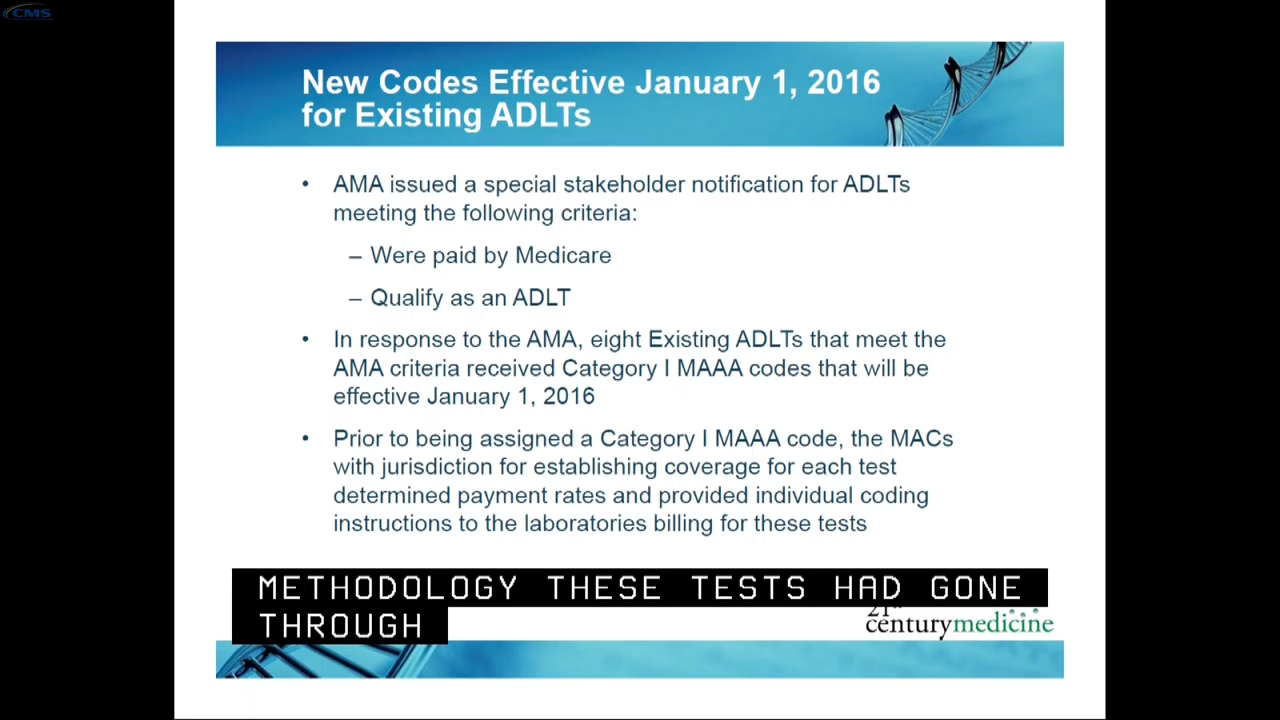 CMS
New Codes Effective January 1, 2016
for Existing ADLTs
• AMA issued a special stakeholder notification for ADLTs
meeting the following criteria:
– Were paid by Medicare
– Qualify as an ADLT
• In response to the AMA, eight Existing ADLTs that meet the
AMA criteria received Category I MAAA codes that will be
effective January 1, 2016
• Prior to being assigned a Category I MAAA code, the MACs
with jurisdiction for establishing coverage for each test
determined payment rates and provided individual coding
instructions to the laboratories billing for these tests
METHODOLOGY THESE TESTS HAD GONE
THROUGH
21st
centurymedicine